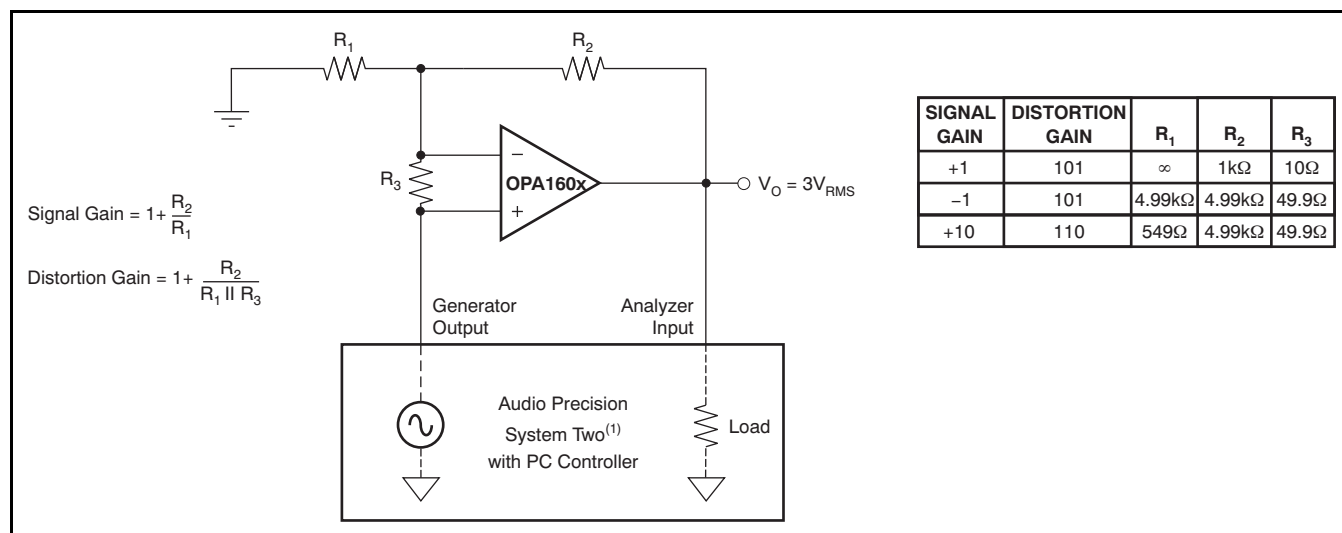 R1
R2
R3
−
OPA160x
+
VO = 3VRMS
Signal Gain = 1+ R2
R1
Distortion Gain = 1+ R2
R1 II R3
Generator
Output
Analyzer
Input
Audio Precision
System Two(1)
with PC Controller
Load
SIGNAL GAIN DISTORTION GAIN R1 R2 R3
+1 101 ∞ 1kΩ 10Ω
−1 101 4.99kΩ 4.99kΩ 49.9Ω
+10 110 549Ω 4.99kΩ 49.9Ω